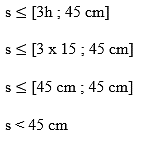 s ≤ [3h ; 45 cm]
s ≤ [3 x 15 ; 45 cm]
s ≤ [45 cm ; 45 cm]
s < 45 cm